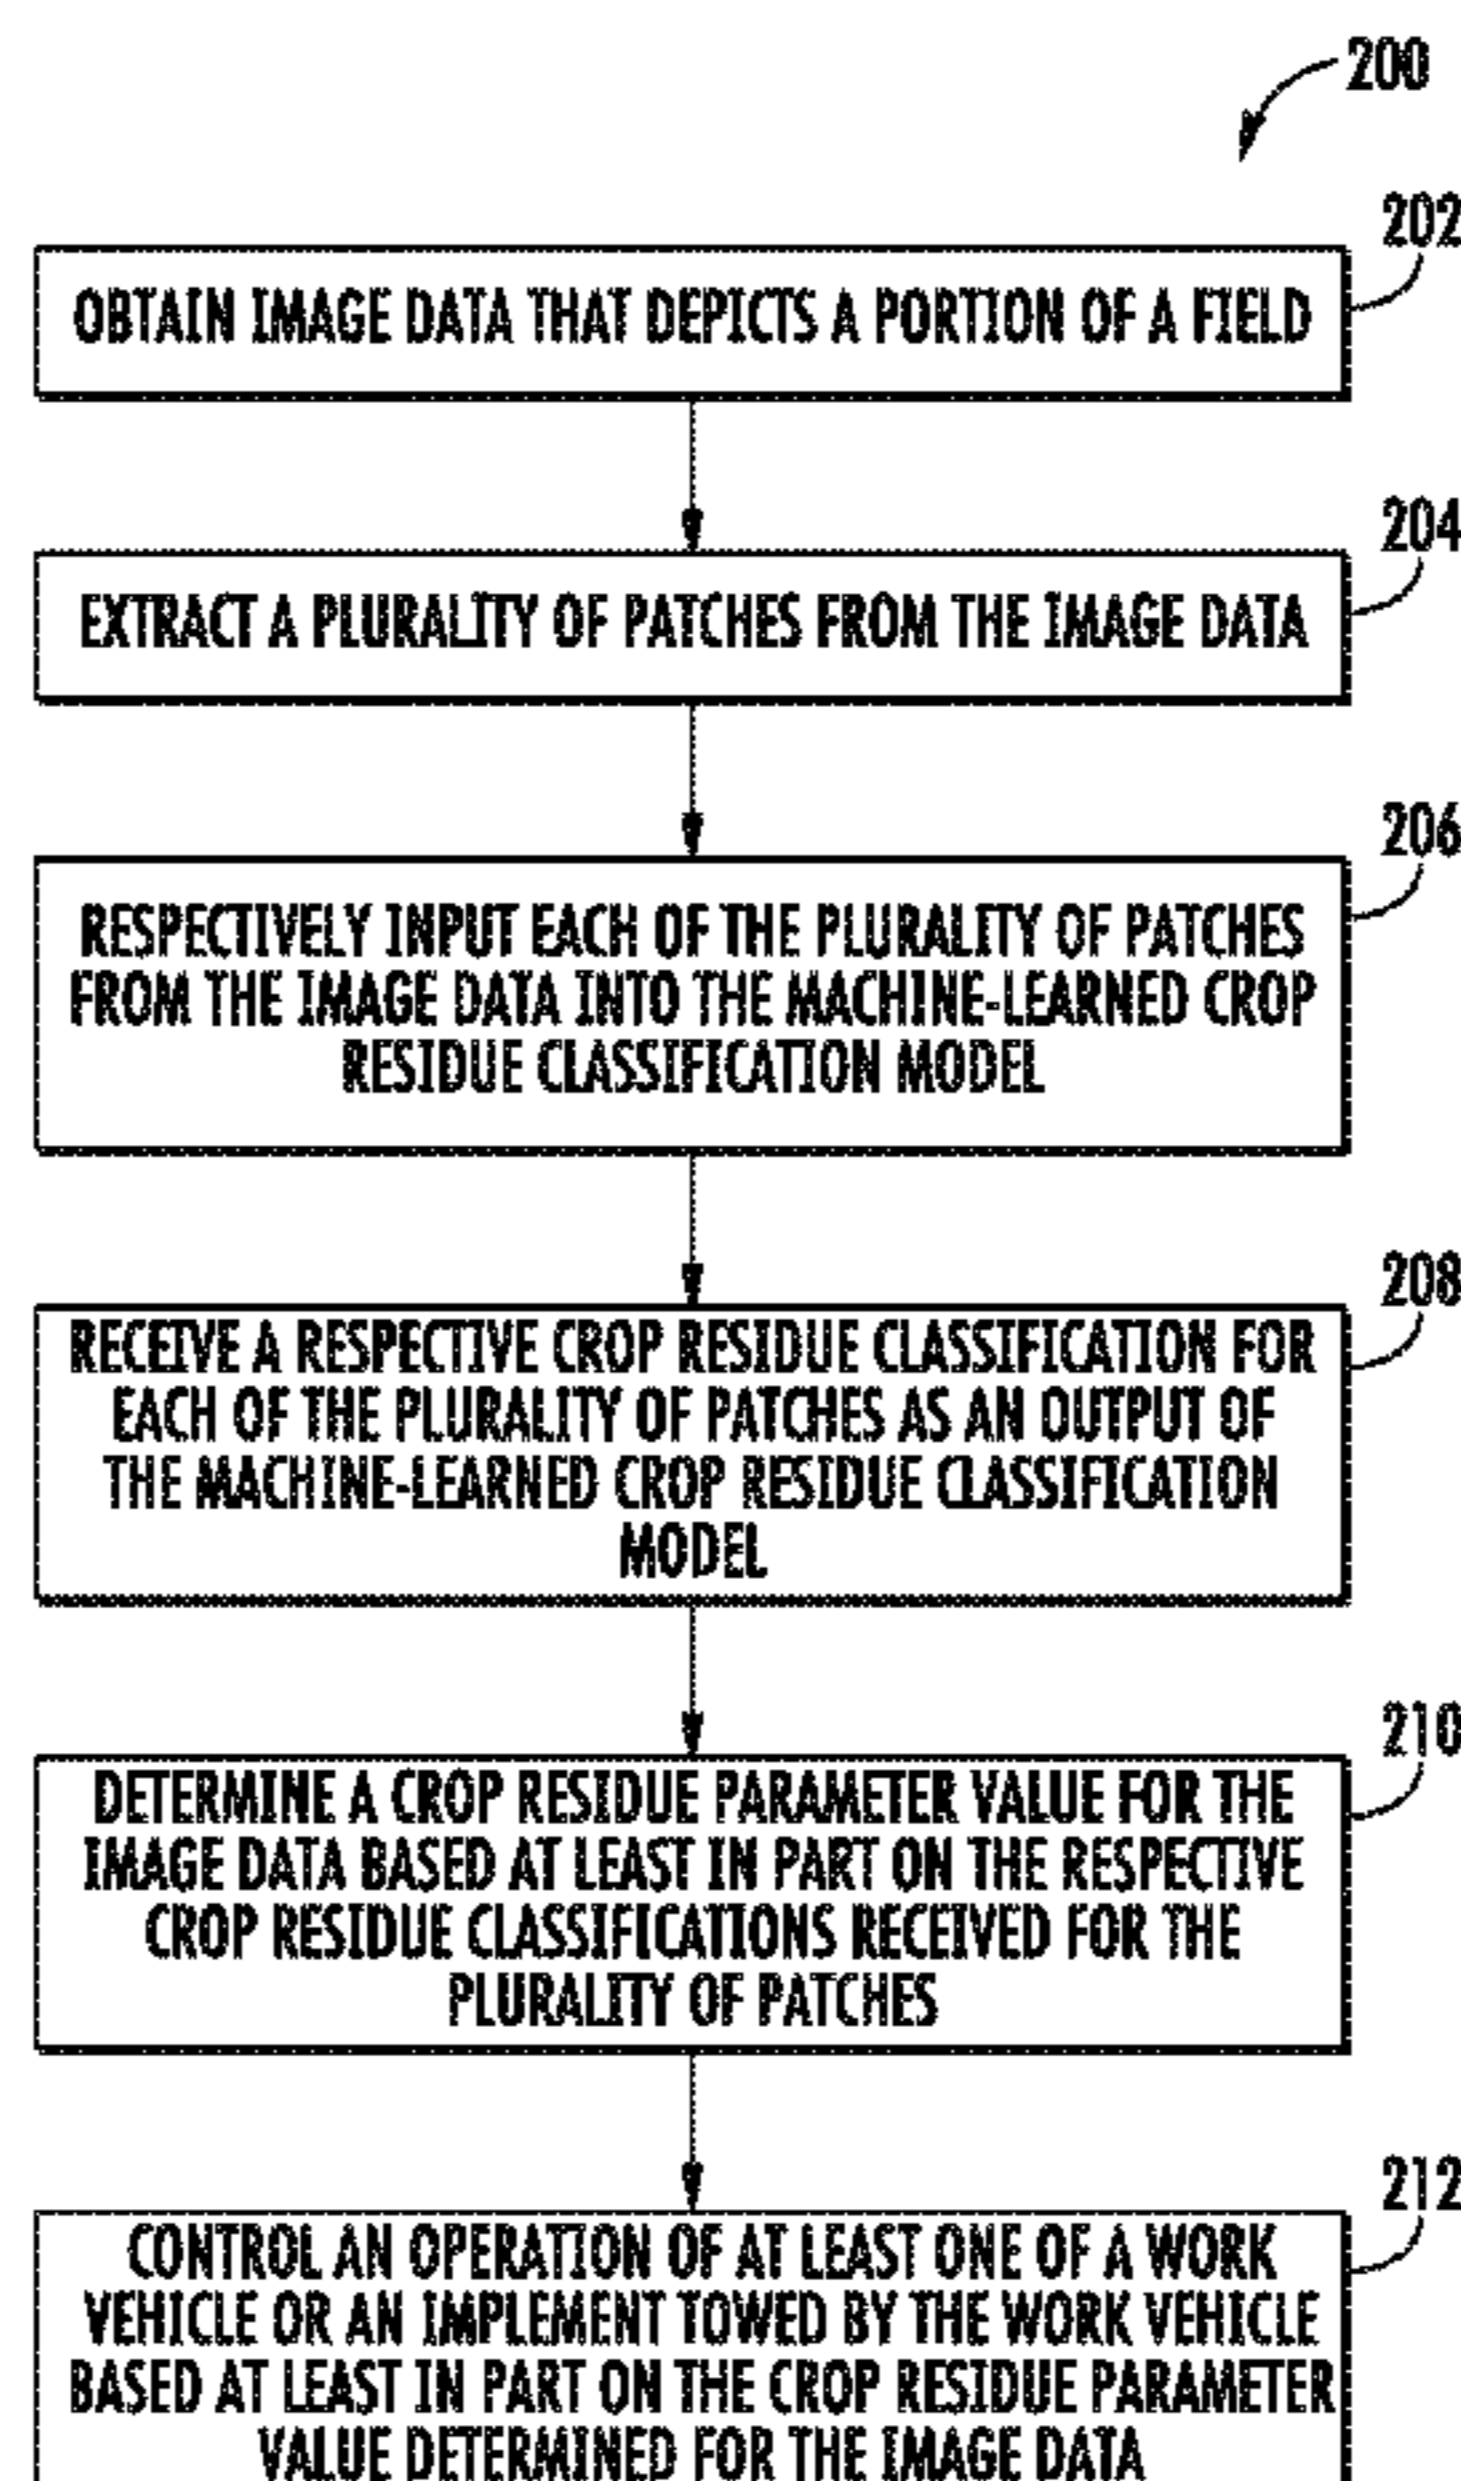 200
202
OBTAIN IMAGE DATA THAT DEPICTS A PORTION OF A FIELD
204
EXTRACT A PLURALITY OF PATCHES FROM THE IMAGE DATA
206
RESPECTIVELY INPUT EACH OF THE PLURALITY OF PATCHES
FROM THE IMAGE DATA INTO THE MACHINE-LEARNED CROP
RESIDUE CLASSIFICATION MODEL
208
RECEIVE A RESPECTIVE CROP RESIDUE CLASSIFICATION FOR
EACH OF THE PLURALITY OF PATCHES AS AN OUTPUT OF
THE MACHINE-LEARNED CROP RESIDUE CLASSIFICATION
MODEL
210
DETERMINE A CROP RESIDUE PARAMETER VALUE FOR THE
IMAGE DATA BASED AT LEAST IN PART ON THE RESPECTIVE
CROP RESIDUE CLASSIFICATIONS RECEIVED FOR THE
PLURALITY OF PATCHES
212
CONTROL AN OPERATION OF AT LEAST ONE OF A WORK
VEHICLE OR AN IMPLEMENT TOWED BY THE WORK VEHICLE
BASED AT LEAST IN PART ON THE CROP RESIDUE PARAMETER
VALUE DETERMINED FOR THE IMAGE DATA